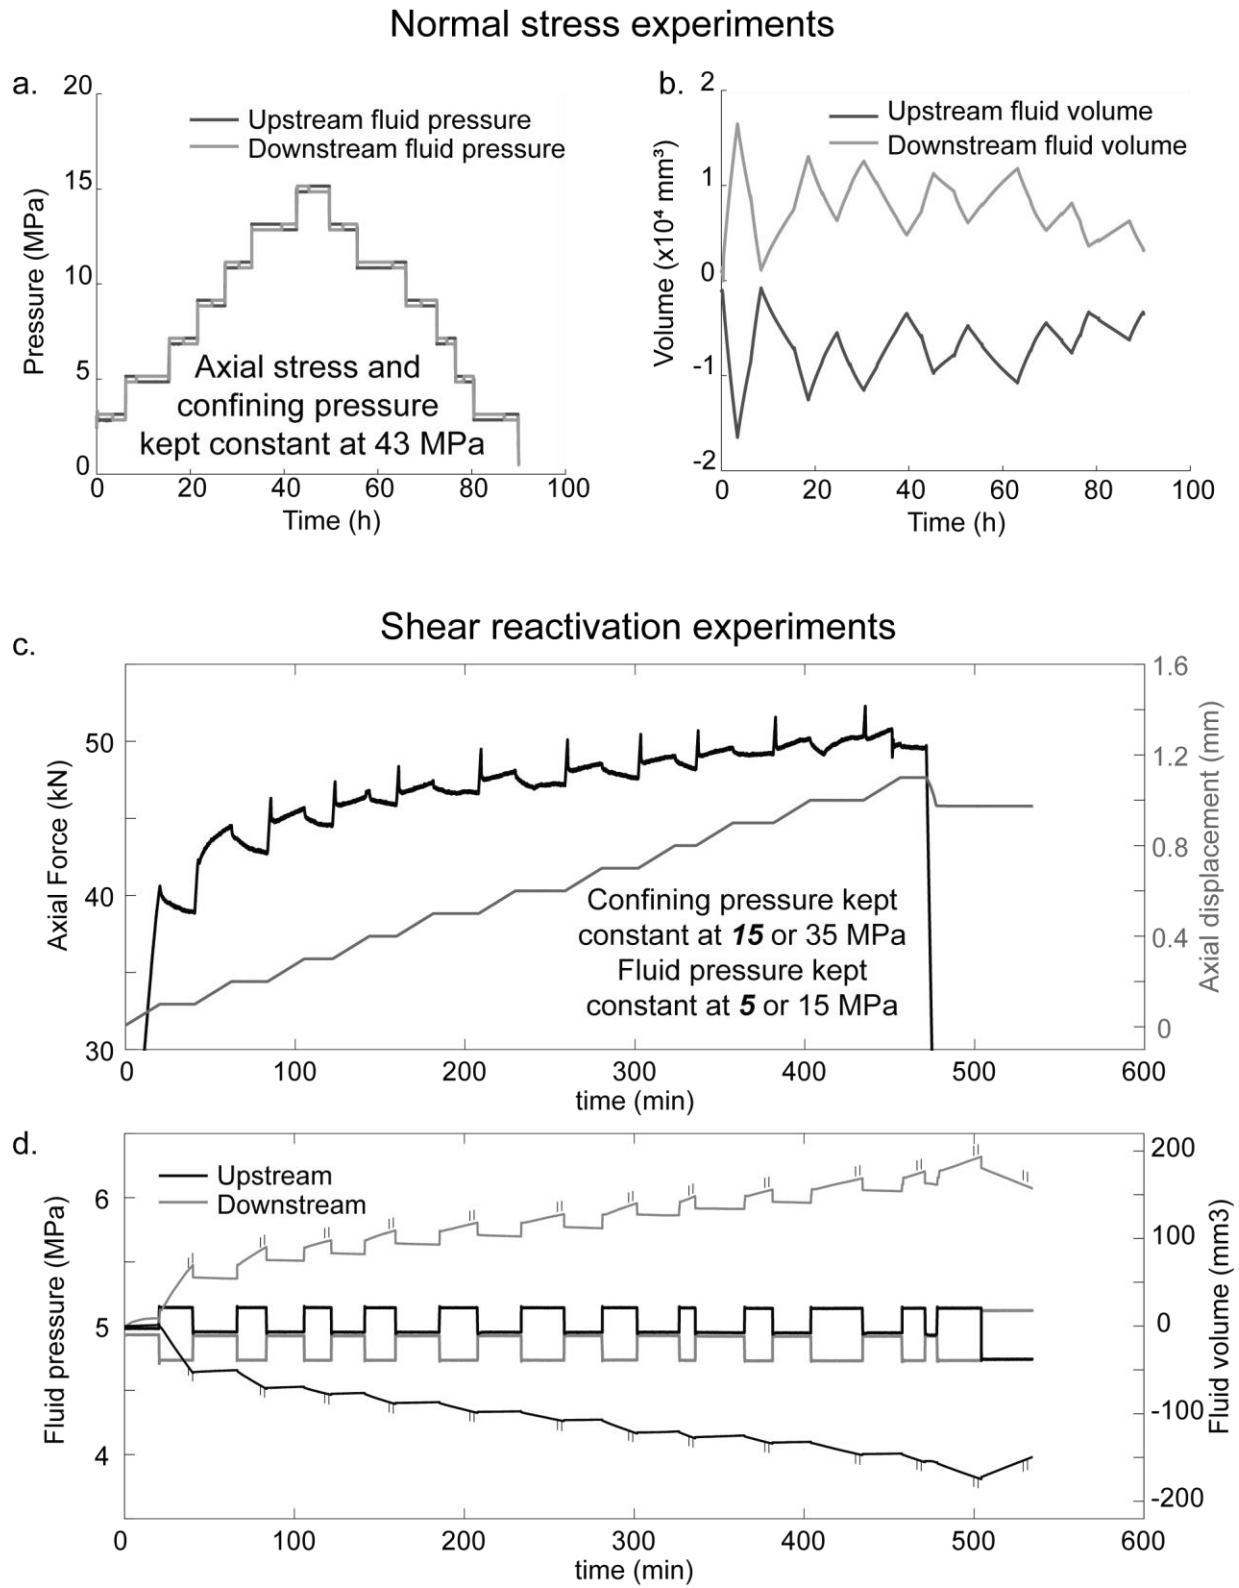 Normal stress experiments
a.
20
15
10
5
0
Pressure (MPa)
Upstream fluid pressure
Downstream fluid pressure
Axial stress and
confining pressure
kept constant at 43 MPa
0 20 40 60 80 100
Time (h)
b.
2
1
0
-1
-2
Volume (x10⁴ mm³)
Upstream fluid volume
Downstream fluid volume
0 20 40 60 80 100
Time (h)
Shear reactivation experiments
c.
50
40
30
Axial Force (kN)
1.6
1.2
0.8
0.4
0
Axial displacement (mm)
Confining pressure kept
constant at 15 or 35 MPa
Fluid pressure kept
constant at 5 or 15 MPa
0 100 200 300 400 500 600
time (min)
d.
Upstream
Downstream
6
5
4
Fluid pressure (MPa)
200
100
0
-100
-200
Fluid volume (mm3)
0 100 200 300 400 500 600
time (min)